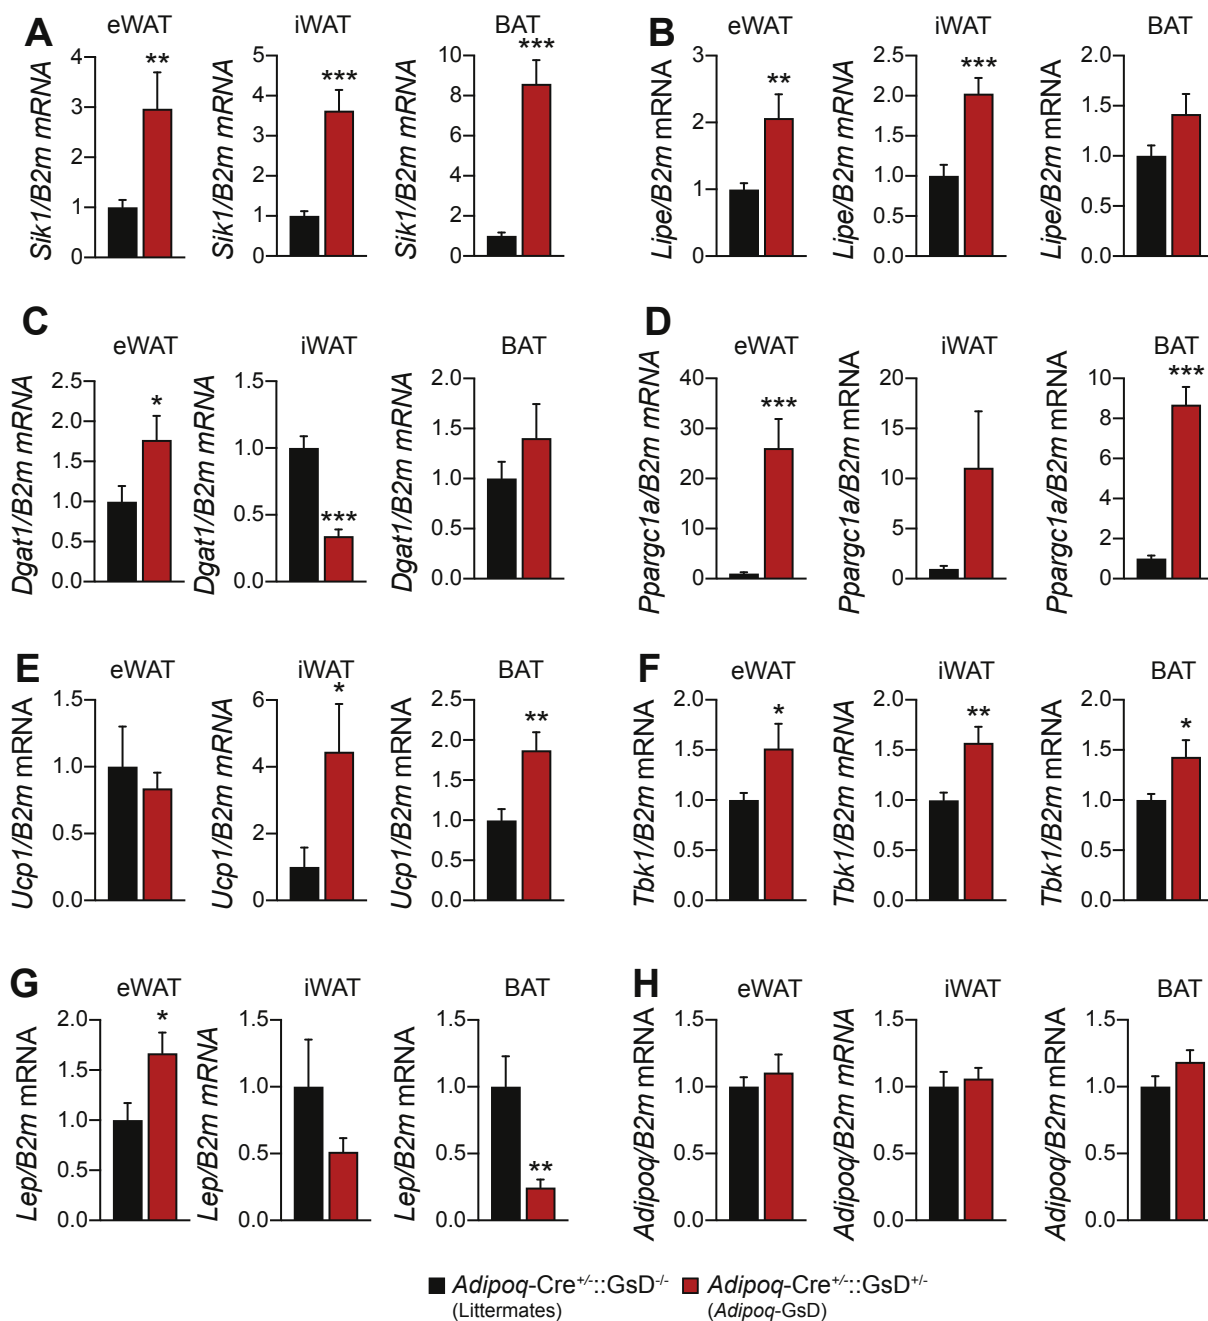 A
eWAT
iWAT
BAT
Sik1/B2m mRNA
4
3
2
1
0
**
Sik1/B2m mRNA
5
4
3
2
1
0
***
Sik1/B2m mRNA
10
8
6
4
2
0
***
B
eWAT
iWAT
BAT
Lipe/B2m mRNA
3
2
1
0
**
Lipe/B2m mRNA
2.5
2.0
1.5
1.0
0.5
0.0
***
Lipe/B2m mRNA
2.0
1.5
1.0
0.5
0.0
C
eWAT
iWAT
BAT
Dgat1/B2m mRNA
2.5
2.0
1.5
1.0
0.5
0.0
*
Dgat1/B2m mRNA
1.5
1.0
0.5
0.0
***
Dgat1/B2m mRNA
2.0
1.5
1.0
0.5
0.0
D
eWAT
iWAT
BAT
Ppargc1a/B2m mRNA
40
30
20
10
0
***
Ppargc1a/B2m mRNA
20
15
10
5
0
Ppargc1a/B2m mRNA
10
8
6
4
2
0
***
E
eWAT
iWAT
BAT
Ucp1/B2m mRNA
1.5
1.0
0.5
0.0
Ucp1/B2m mRNA
6
4
2
0
*
Ucp1/B2m mRNA
2.5
2.0
1.5
1.0
0.5
0.0
**
F
eWAT
iWAT
BAT
Tbk1/B2m mRNA
2.0
1.5
1.0
0.5
0.0
*
Tbk1/B2m mRNA
2.0
1.5
1.0
0.5
0.0
**
Tbk1/B2m mRNA
2.0
1.5
1.0
0.5
0.0
*
G
eWAT
iWAT
BAT
Lep/B2m mRNA
2.0
1.5
1.0
0.5
0.0
*
Lep/B2m mRNA
1.5
1.0
0.5
0.0
Lep/B2m mRNA
1.5
1.0
0.5
0.0
**
H
eWAT
iWAT
BAT
Adipoq/B2m mRNA
1.5
1.0
0.5
0.0
Adipoq/B2m mRNA
1.5
1.0
0.5
0.0
Adipoq/B2m mRNA
1.5
1.0
0.5
0.0
Adipoq-Cre+/-::GsD-/-
(Littermates)
Adipoq-Cre+/-::GsD+/-
(Adipoq-GsD)